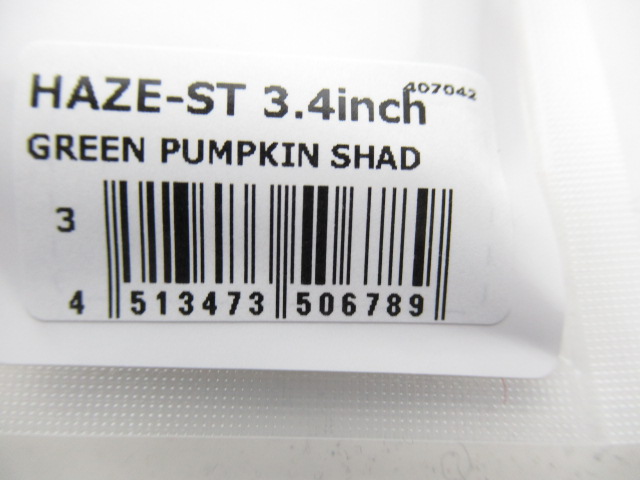 407042
HAZE-ST 3.4inch
GREEN PUMPKIN SHAD
3
4 513473 506789